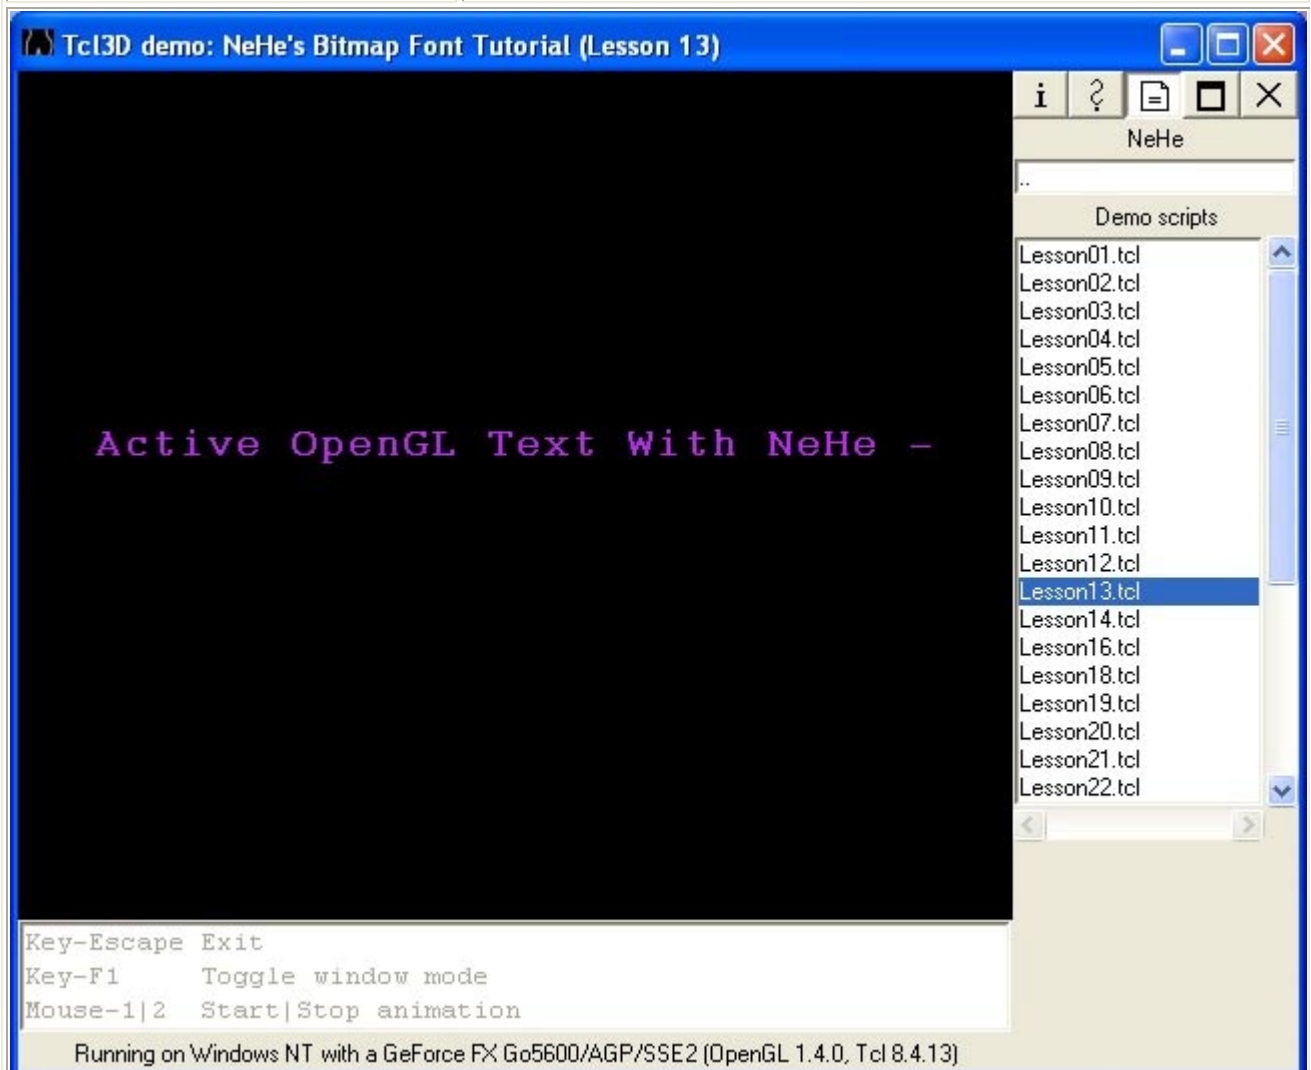 Tcl3D demo: NeHe's Bitmap Font Tutorial (Lesson 13)
NeHe
..
Demo scripts
Lesson01.tcl
Lesson02.tcl
Lesson03.tcl
Lesson04.tcl
Lesson05.tcl
Lesson06.tcl
Lesson07.tcl
Lesson08.tcl
Lesson09.tcl
Lesson10.tcl
Lesson11.tcl
Lesson12.tcl
Lesson13.tcl
Lesson14.tcl
Lesson16.tcl
Lesson18.tcl
Lesson19.tcl
Lesson20.tcl
Lesson21.tcl
Lesson22.tcl
Active OpenGL Text With NeHe -
Key-Escape Exit
Key-F1 Toggle window mode
Mouse-1|2 Start|Stop animation
Running on Windows NT with a GeForce FX Go5600/AGP/SSE2 (OpenGL 1.4.0, Tcl 8.4.13)